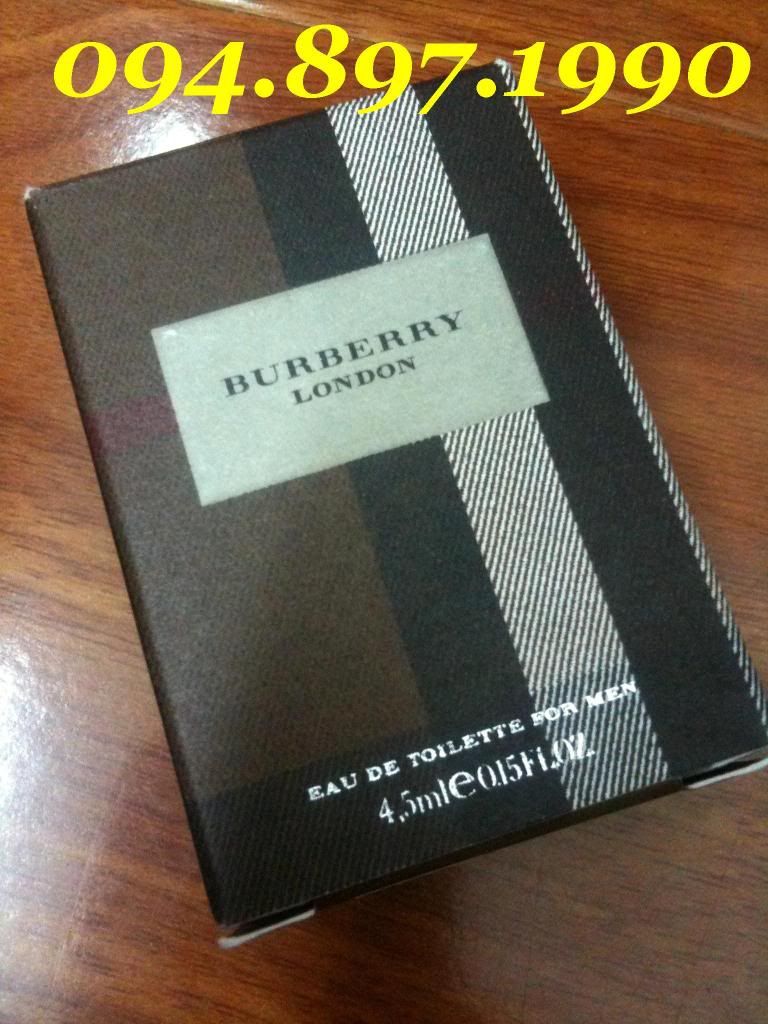 094.897.1990
BURBERRY
LONDON
EAU DE TOILETTE FOR MEN
4,5ml e 0.15FL.OZ.